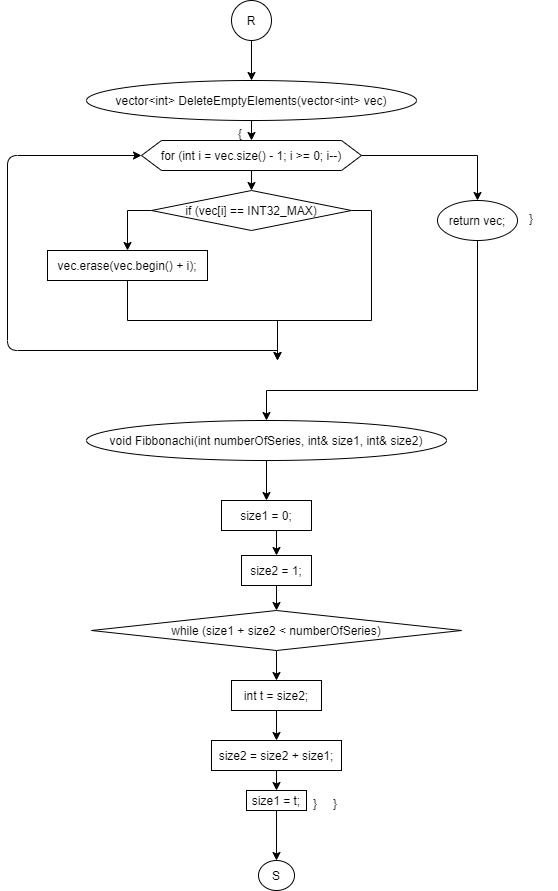 R
vector<int> DeleteEmptyElements(vector<int> vec)
{
for (int i = vec.size() - 1; i >= 0; i--)
if (vec[i] == INT32_MAX)
return vec;
}
vec.erase(vec.begin() + i);
void Fibbonachi(int numberOfSeries, int& size1, int& size2)
size1 = 0;
size2 = 1;
while (size1 + size2 < numberOfSeries)
int t = size2;
size2 = size2 + size1;
size1 = t;
} }
S